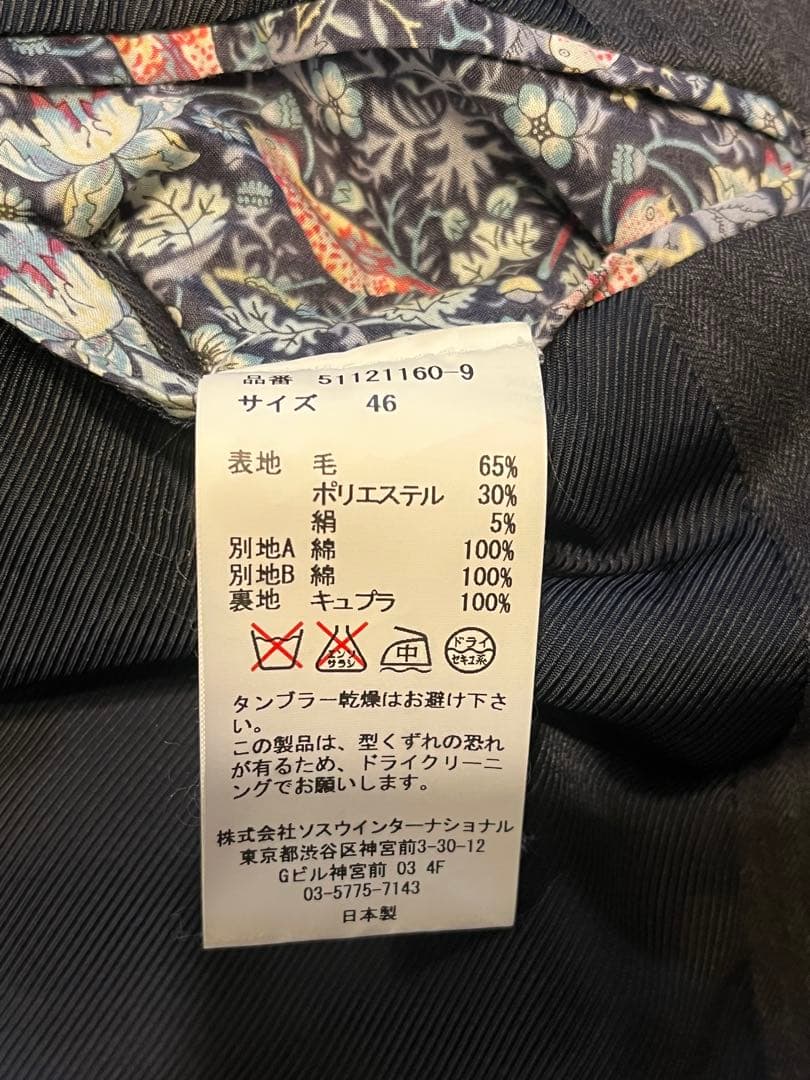 品番 51121160-9
サイズ 46
表地 毛 65%
ポリエステル 30%
絹 5%
別地A 綿 100%
別地B 綿 100%
裏地 キュプラ 100%
エンソ サラシ 中 ドライ セキユ系
タンブラー乾燥はお避け下さ
い。
この製品は、型くずれの恐れ
が有るため、ドライクリーニ
ングでお願いします。
株式会社ソスウインターナショナル
東京都渋谷区神宮前3-30-12
Gビル神宮前 03 4F
03-5775-7143
日本製